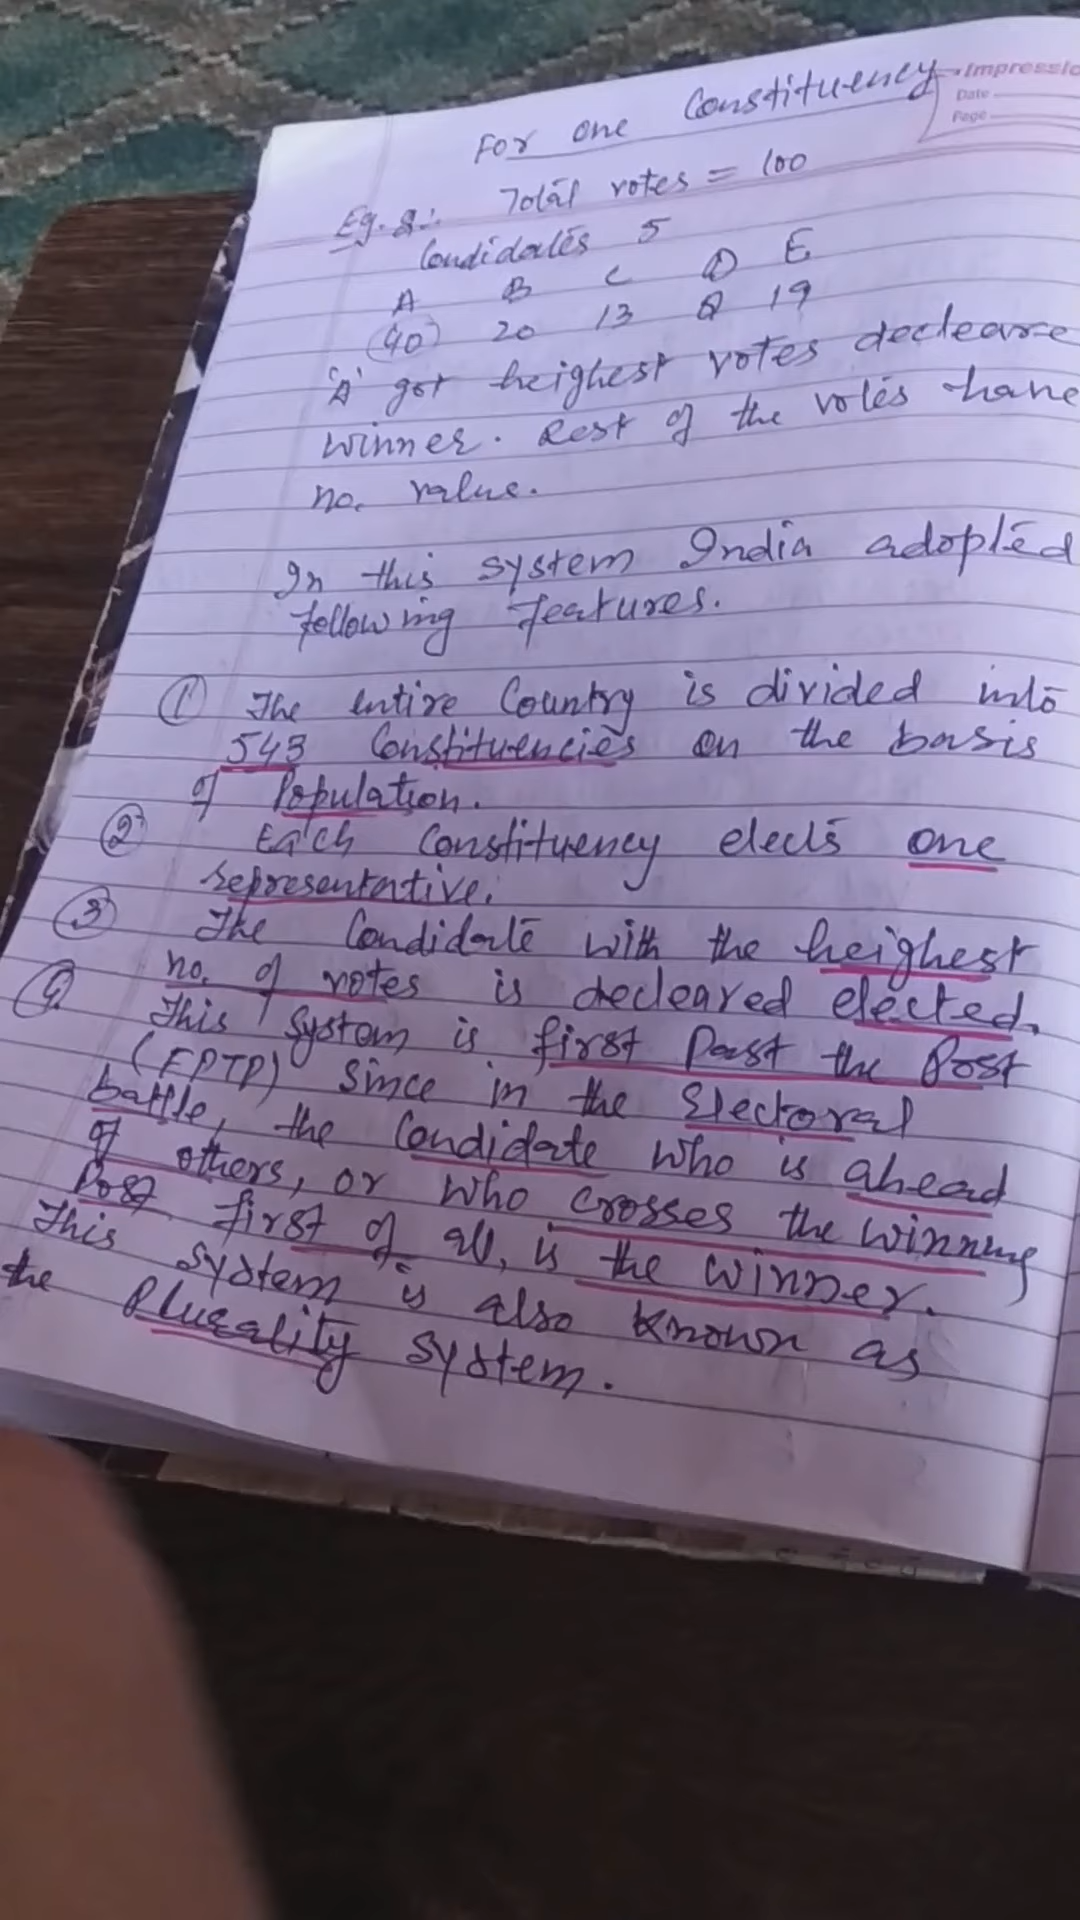 Impressio
Date
Page
For one Constituency
Eg. 2:. Total votes = 100
Candidates 5
A B C D E
40 20 13 8 19
'A' got heighest votes decleare
winner. Rest of the votes have
no. value.
In this system India adopted
following features.
① The entire Country is divided into
543 Constituencies on the basis
of Population.
② Each Constituency elects one
representative.
③ The Candidate with the heighest
no. of votes is decleared elected.
④ This system is first Past the Post
(FPTP) since in the Electoral
battle, the Candidate who is ahead
of others, or who crosses the winning
Post first of all, is the winner.
This system is also known as
the Plurality system.